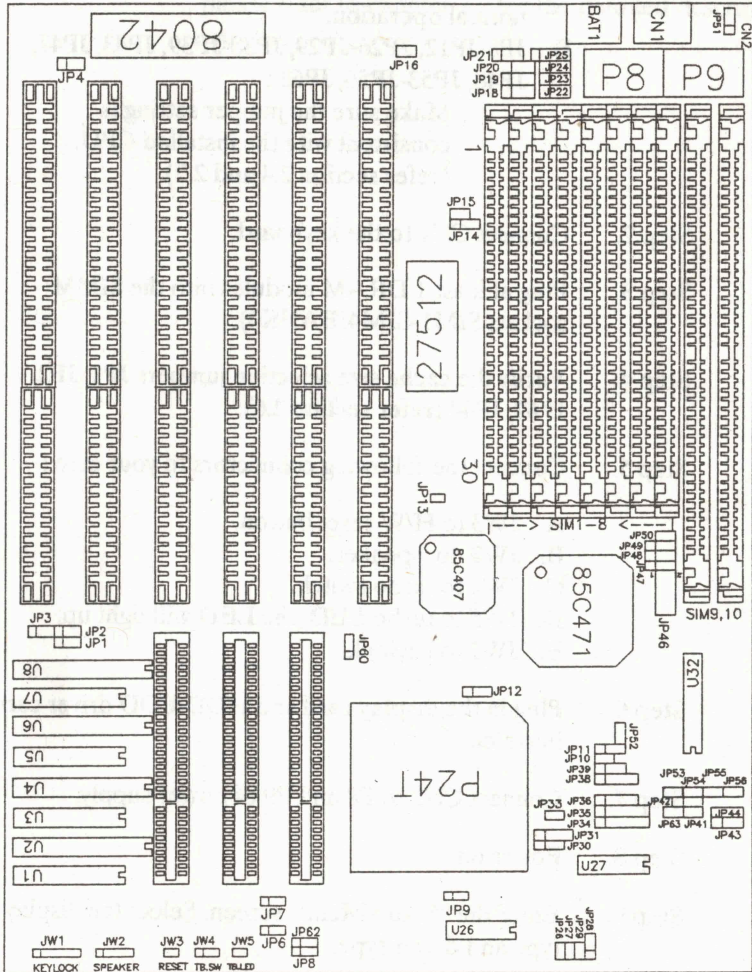 8042
BAT1
CN1
JP51
CN2
JP4
JP16
JP21
JP25
JP20
JP24
JP19
JP23
JP18
JP22
P8
P9
1
JP15
JP14
27512
30
JP13
---> SIM1-8 <---
JP50
JP49
JP48
JP47
85C407
85C471
JP46
SIM9,10
JP3
JP2
JP1
JP60
U8
U7
U6
U5
U4
U3
U2
U1
JP12
U32
P24T
JP52
JP11
JP10
JP39
JP38
JP53
JP54
JP55
JP56
JP36
JP42
JP35
JP34
JP33
JP63
JP41
JP44
JP43
JP31
JP30
U27
JP7
JP6
JP62
JP8
JP9
U26
JP26
JP27
JP29
JP28
JW1
JW2
JW3
JW4
JW5
KEYLOCK
SPEAKER
RESET
TB.SW
TB.LED